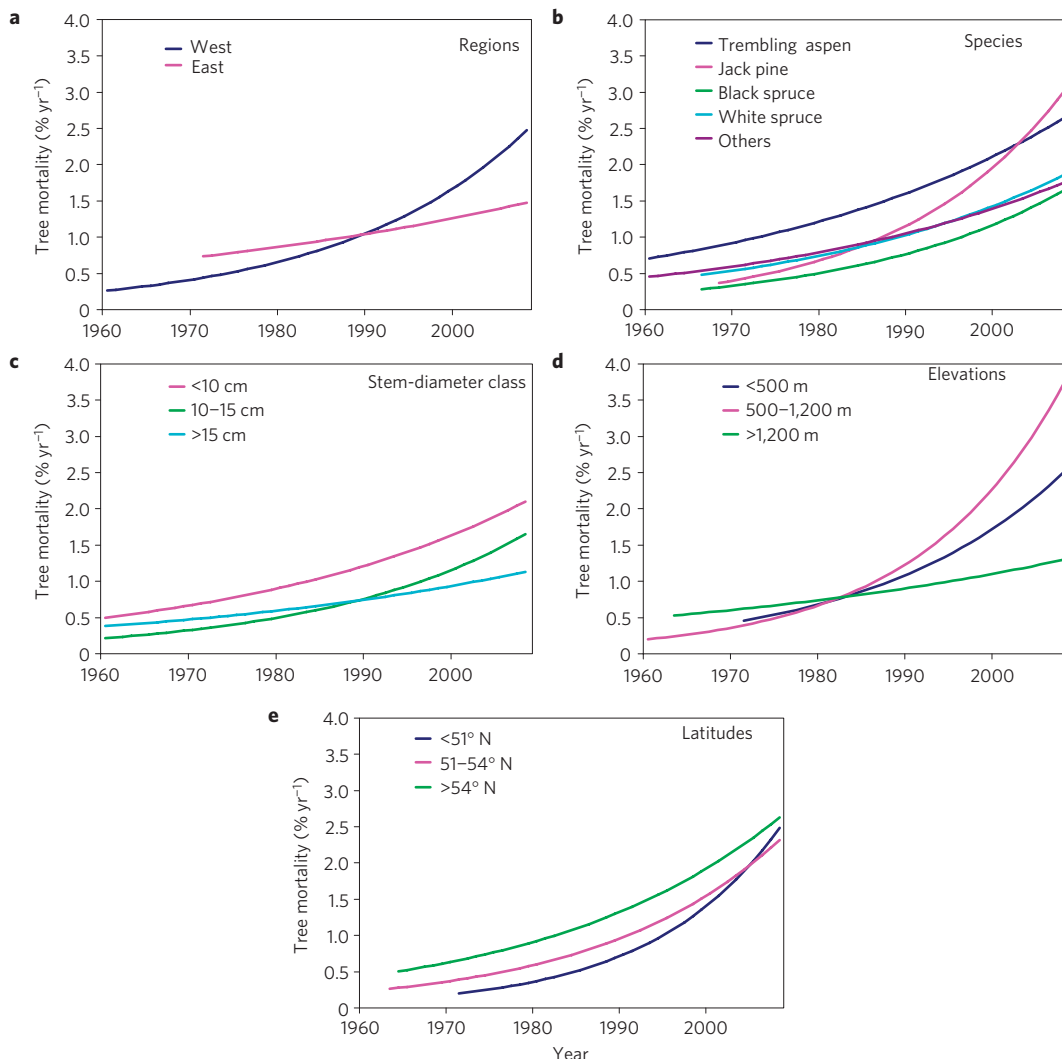 a
4.0
3.5
3.0
2.5
2.0
1.5
1.0
0.5
0
Tree mortality (% yr⁻¹)
West
East
Regions
1960 1970 1980 1990 2000
b
4.0
3.5
3.0
2.5
2.0
1.5
1.0
0.5
0
Tree mortality (% yr⁻¹)
Trembling aspen
Jack pine
Black spruce
White spruce
Others
Species
1960 1970 1980 1990 2000
c
4.0
3.5
3.0
2.5
2.0
1.5
1.0
0.5
0
Tree mortality (% yr⁻¹)
<10 cm
10–15 cm
>15 cm
Stem-diameter class
1960 1970 1980 1990 2000
d
4.0
3.5
3.0
2.5
2.0
1.5
1.0
0.5
0
Tree mortality (% yr⁻¹)
<500 m
500–1,200 m
>1,200 m
Elevations
1960 1970 1980 1990 2000
e
4.0
3.5
3.0
2.5
2.0
1.5
1.0
0.5
0
Tree mortality (% yr⁻¹)
<51° N
51–54° N
>54° N
Latitudes
1960 1970 1980 1990 2000
Year